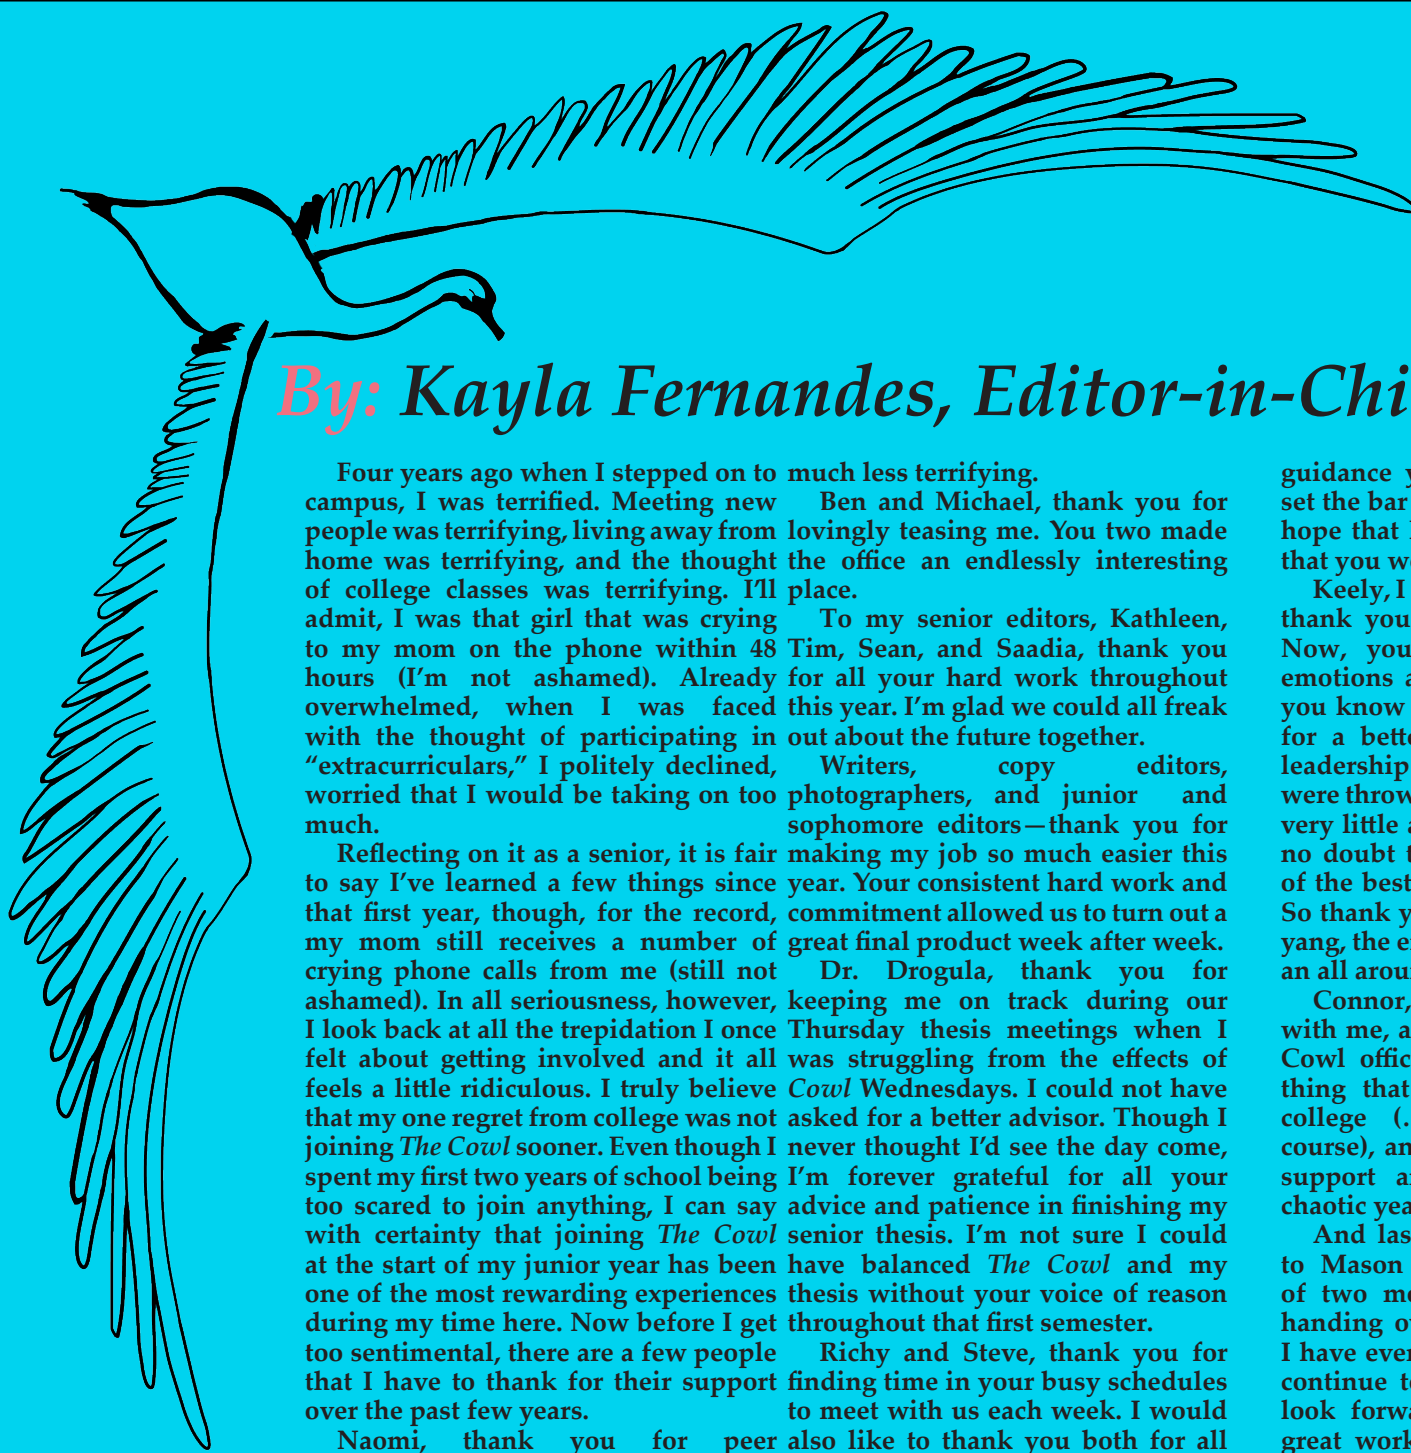 By: Kayla Fernandes, Editor-in-Chi
Four years ago when I stepped on to
campus, I was terrified. Meeting new
people was terrifying, living away from
home was terrifying, and the thought
of college classes was terrifying. I'll
admit, I was that girl that was crying
to my mom on the phone within 48
hours (I'm not ashamed). Already
overwhelmed, when I was faced
with the thought of participating in
“extracurriculars,” I politely declined,
worried that I would be taking on too
much.
Reflecting on it as a senior, it is fair
to say I've learned a few things since
that first year, though, for the record,
my mom still receives a number of
crying phone calls from me (still not
ashamed). In all seriousness, however,
I look back at all the trepidation I once
felt about getting involved and it all
feels a little ridiculous. I truly believe
that my one regret from college was not
joining The Cowl sooner. Even though I
spent my first two years of school being
too scared to join anything, I can say
with certainty that joining The Cowl
at the start of my junior year has been
one of the most rewarding experiences
during my time here. Now before I get
too sentimental, there are a few people
that I have to thank for their support
over the past few years.
Naomi, thank you for peer
much less terrifying.
Ben and Michael, thank you for
lovingly teasing me. You two made
the office an endlessly interesting
place.
To my senior editors, Kathleen,
Tim, Sean, and Saadia, thank you
for all your hard work throughout
this year. I'm glad we could all freak
out about the future together.
Writers, copy editors,
photographers, and junior and
sophomore editors—thank you for
making my job so much easier this
year. Your consistent hard work and
commitment allowed us to turn out a
great final product week after week.
Dr. Drogula, thank you for
keeping me on track during our
Thursday thesis meetings when I
was struggling from the effects of
Cowl Wednesdays. I could not have
asked for a better advisor. Though I
never thought I'd see the day come,
I'm forever grateful for all your
advice and patience in finishing my
senior thesis. I'm not sure I could
have balanced The Cowl and my
thesis without your voice of reason
throughout that first semester.
Richy and Steve, thank you for
finding time in your busy schedules
to meet with us each week. I would
also like to thank you both for all
guidance y
set the bar
hope that
that you w
Keely, I
thank you
Now, you
emotions a
you know
for a bette
leadership
were throw
very little a
no doubt t
of the best
So thank y
yang, the e
an all arou
Connor,
with me, a
Cowl offic
thing that
college (.
course), an
support a
chaotic yea
And las
to Mason
of two me
handing ov
I have ever
continue to
look forwa
great work